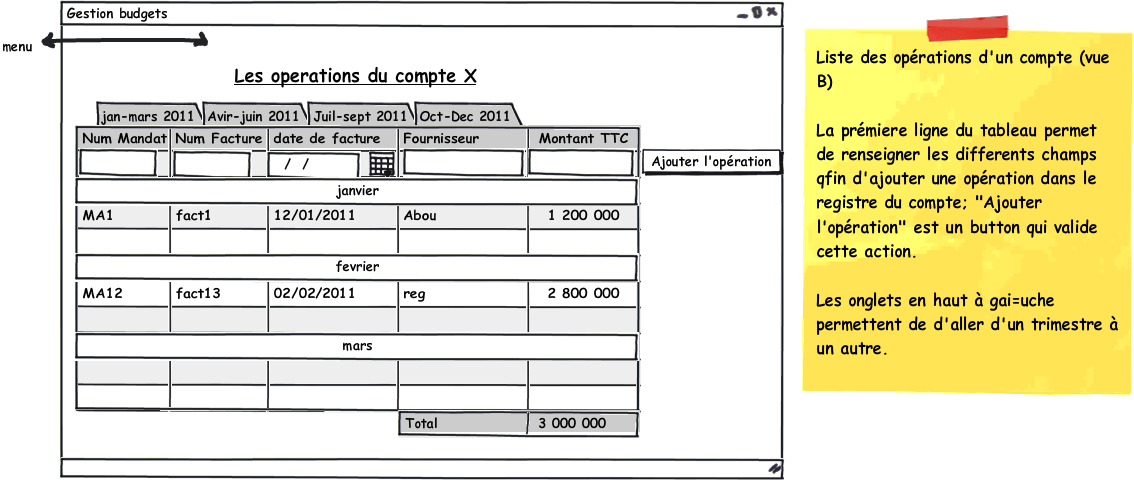 Gestion budgets
menu
Les operations du compte X
jan-mars 2011 Avir-juin 2011 Juil-sept 2011 Oct-Dec 2011
Num Mandat Num Facture date de facture Fournisseur Montant TTC
/ / Ajouter l'opération
janvier
MA1 fact1 12/01/2011 Abou 1 200 000
fevrier
MA12 fact13 02/02/2011 reg 2 800 000
mars
Total 3 000 000
Liste des opérations d'un compte (vue
B)
La prémiere ligne du tableau permet
de renseigner les differents champs
qfin d'ajouter une opération dans le
registre du compte; "Ajouter
l'opération" est un button qui valide
cette action.
Les onglets en haut à gai=uche
permettent de d'aller d'un trimestre à
un autre.